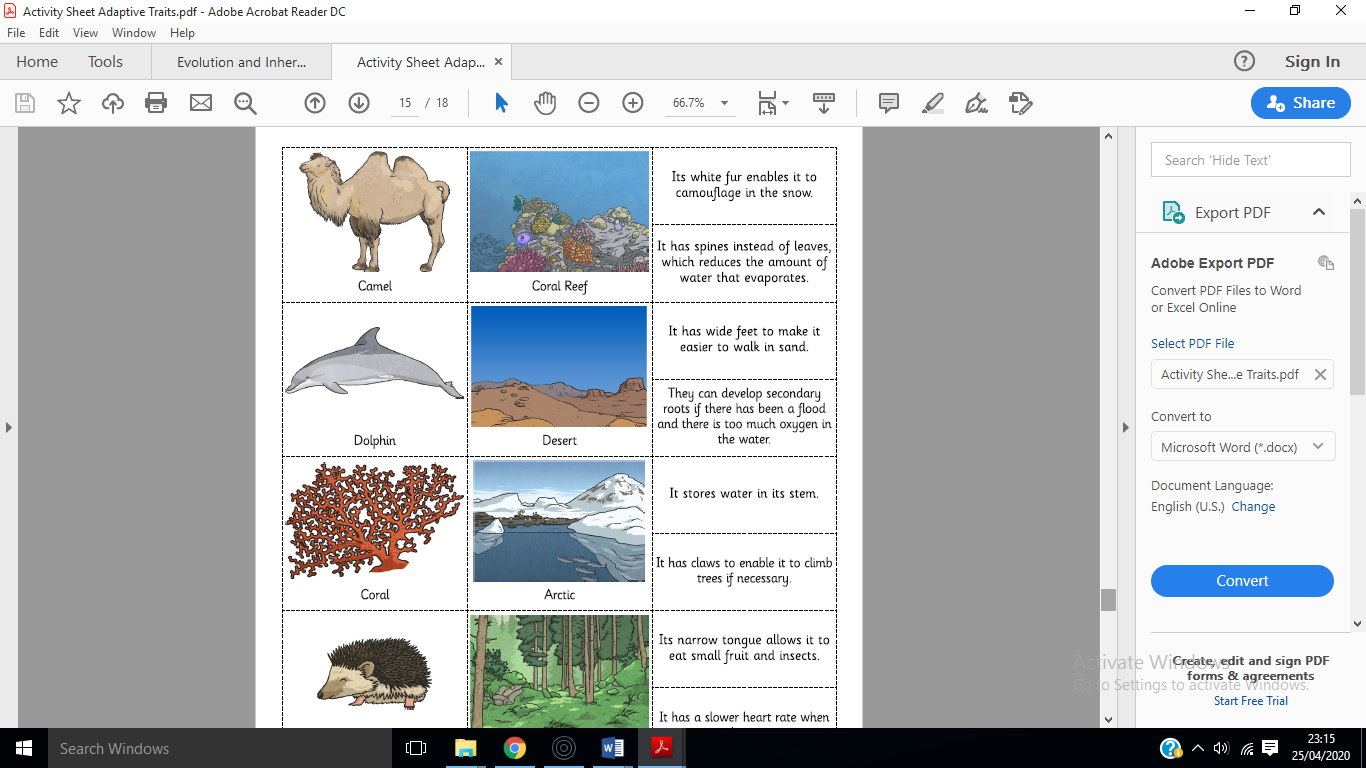 Activity Sheet Adaptive Traits.pdf - Adobe Acrobat Reader DC
File Edit View Window Help
Home Tools Evolution and Inher... Activity Sheet Adap... ×
? Sign In
15 / 18 66.7% Share
Its white fur enables it to
camouflage in the snow.
It has spines instead of leaves,
which reduces the amount of
water that evaporates.
Camel Coral Reef
It has wide feet to make it
easier to walk in sand.
They can develop secondary
roots if there has been a flood
and there is too much oxygen in
the water.
Dolphin Desert
It stores water in its stem.
It has claws to enable it to climb
trees if necessary.
Coral Arctic
Its narrow tongue allows it to
eat small fruit and insects.
It has a slower heart rate when
Search 'Hide Text'
Export PDF
Adobe Export PDF
Convert PDF Files to Word
or Excel Online
Select PDF File
Activity She...e Traits.pdf
Convert to
Microsoft Word (*.docx)
Document Language:
English (U.S.) Change
Convert
Create, edit and sign PDF
forms & agreements
Start Free Trial
Activate Windows
Go to Settings to activate Windows.
Search Windows
23:15
25/04/2020